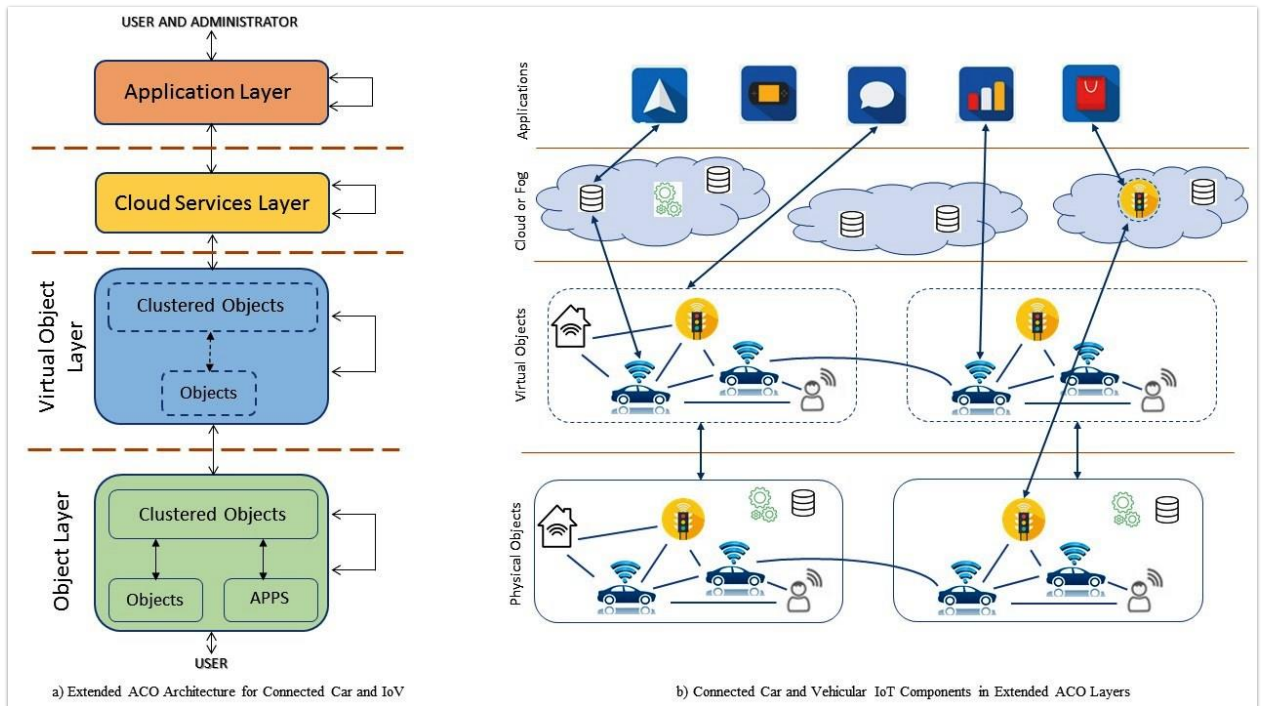 USER AND ADMINISTRATOR
Application Layer
Cloud Services Layer
Virtual Object
Layer
Clustered Objects
Objects
Object Layer
Clustered Objects
Objects
APPS
USER
a) Extended ACO Architecture for Connected Car and IoV
Applications
Cloud or Fog
Virtual Objects
Physical Objects
b) Connected Car and Vehicular IoT Components in Extended ACO Layers